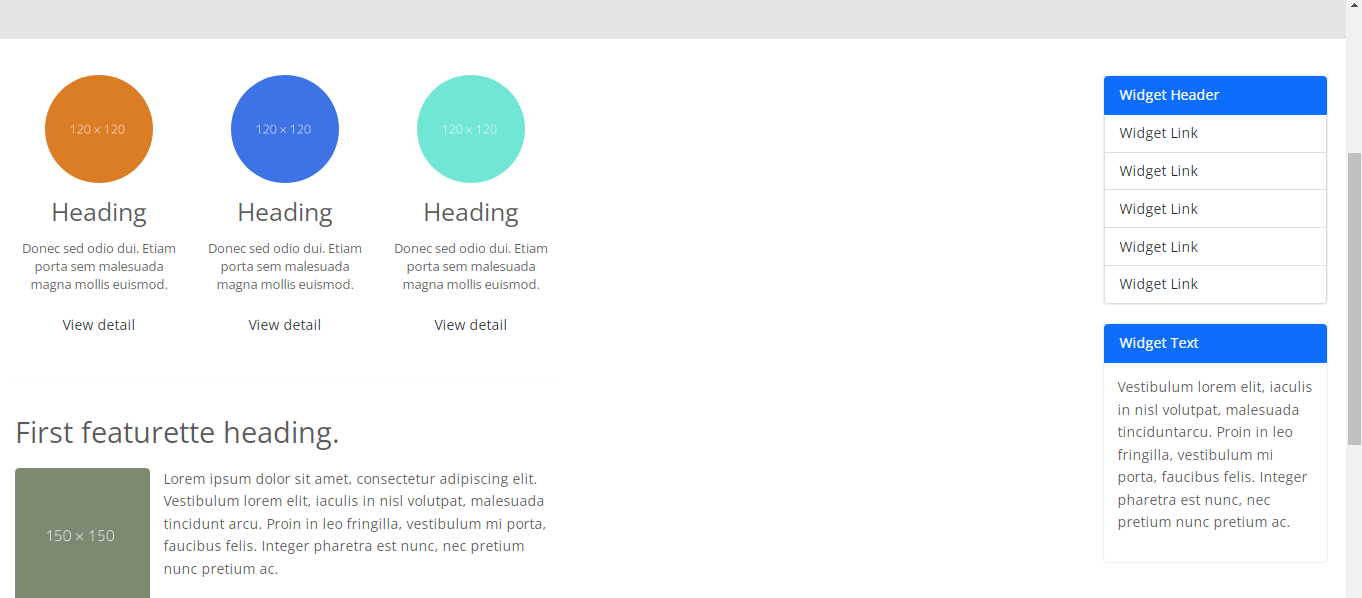 120 × 120
120 × 120
120 × 120
Heading
Heading
Heading
Donec sed odio dui. Etiam
porta sem malesuada
magna mollis euismod.
Donec sed odio dui. Etiam
porta sem malesuada
magna mollis euismod.
Donec sed odio dui. Etiam
porta sem malesuada
magna mollis euismod.
View detail
View detail
View detail
First featurette heading.
150 × 150
Lorem ipsum dolor sit amet, consectetur adipiscing elit.
Vestibulum lorem elit, iaculis in nisl volutpat, malesuada
tincidunt arcu. Proin in leo fringilla, vestibulum mi porta,
faucibus felis. Integer pharetra est nunc, nec pretium
nunc pretium ac.
Widget Header
Widget Link
Widget Link
Widget Link
Widget Link
Widget Link
Widget Text
Vestibulum lorem elit, iaculis
in nisl volutpat, malesuada
tinciduntarcu. Proin in leo
fringilla, vestibulum mi
porta, faucibus felis. Integer
pharetra est nunc, nec
pretium nunc pretium ac.